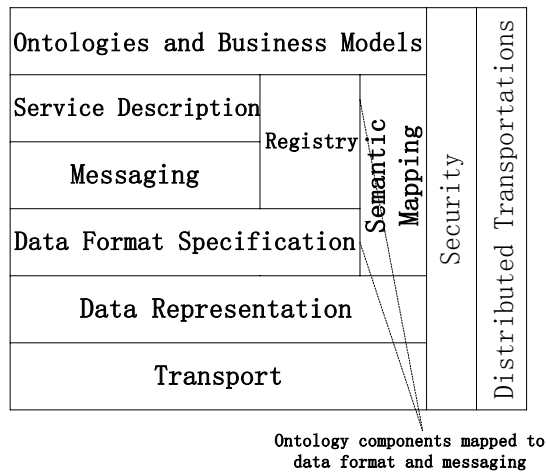 Ontologies and Business Models
Service Description
Registry
Messaging
Semantic
Mapping
Data Format Specification
Data Representation
Transport
Security
Distributed Transportations
Ontology components mapped to
data format and messaging